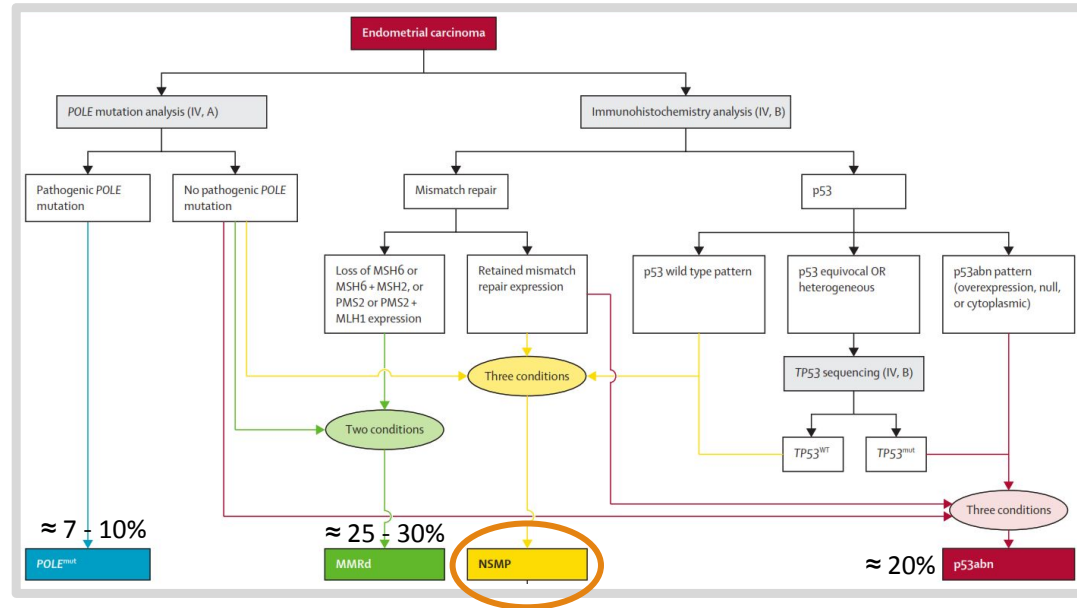 Endometrial carcinoma
POLE mutation analysis (IV, A)
Immunohistochemistry analysis (IV, B)
Pathogenic POLE
mutation
No pathogenic POLE
mutation
Mismatch repair
p53
Loss of MSH6 or
MSH6 + MSH2, or
PMS2 or PMS2 +
MLH1 expression
Retained mismatch
repair expression
p53 wild type pattern
p53 equivocal OR
heterogeneous
p53abn pattern
(overexpression, null,
or cytoplasmic)
Three conditions
TP53 sequencing (IV, B)
Two conditions
TP53WT
TP53mut
Three conditions
≈ 7 - 10%
≈ 25 - 30%
≈ 20%
POLEmut
MMRd
NSMP
p53abn